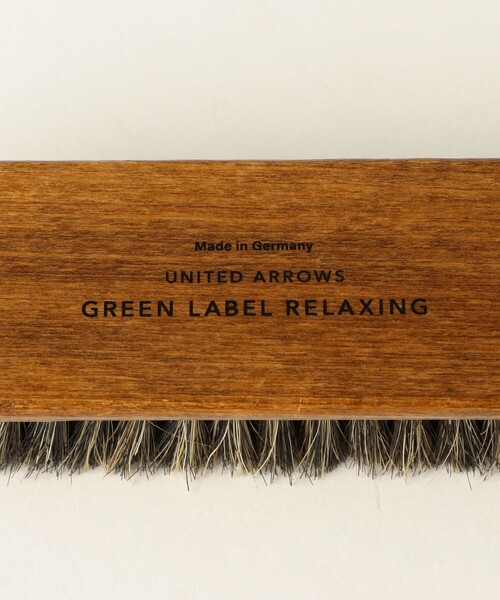 Made in Germany
UNITED ARROWS
GREEN LABEL RELAXING